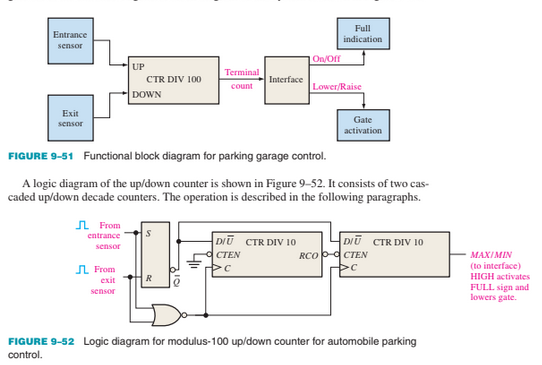 Entrance
sensor
Exit
sensor
UP
CTR DIV 100
DOWN
Terminal
count
Interface
On/Off
Lower/Raise
Full
indication
Gate
activation
FIGURE 9–51 Functional block diagram for parking garage control.
A logic diagram of the up/down counter is shown in Figure 9–52. It consists of two cas-
caded up/down decade counters. The operation is described in the following paragraphs.
From
entrance
sensor
From
exit
sensor
S
R
Q̅
D/U̅ CTR DIV 10
CTEN
RCO
C
D/U̅ CTR DIV 10
CTEN
C
MAX/MIN
(to interface)
HIGH activates
FULL sign and
lowers gate.
FIGURE 9–52 Logic diagram for modulus-100 up/down counter for automobile parking
control.